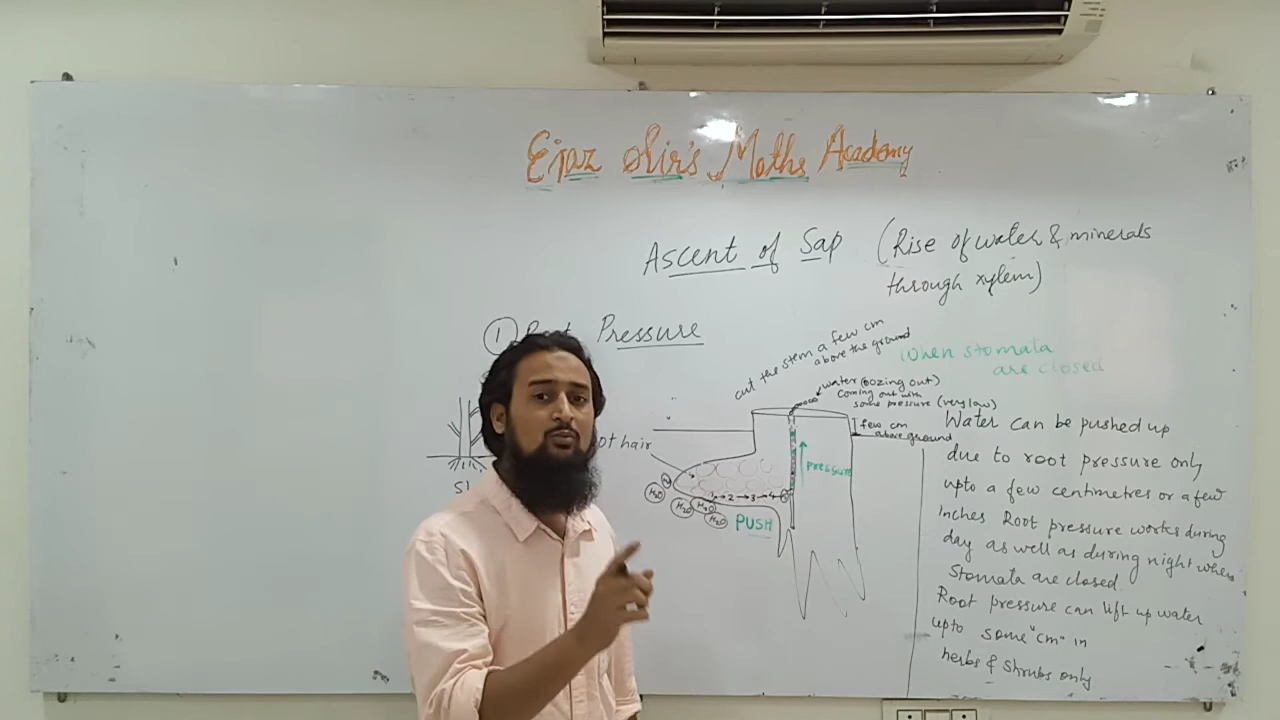 Ejaz Sir's Maths Academy
Ascent of Sap (Rise of water & minerals
through xylem)
① Root Pressure
cut the stem a few cm
above the ground
When stomata
are closed
water (oozing out)
coming out with
some pressure (very low)
few cm
above ground
hair
pressure
2 → 3 → 4
H₂O
H₂O
H₂O
H₂O
PUSH
Water can be pushed up
due to root pressure only
upto a few centimetres or a few
inches Root pressure works during
day as well as during night when
Stomata are closed.
Root pressure can lift up water
upto some "cm" in
herbs & shrubs only